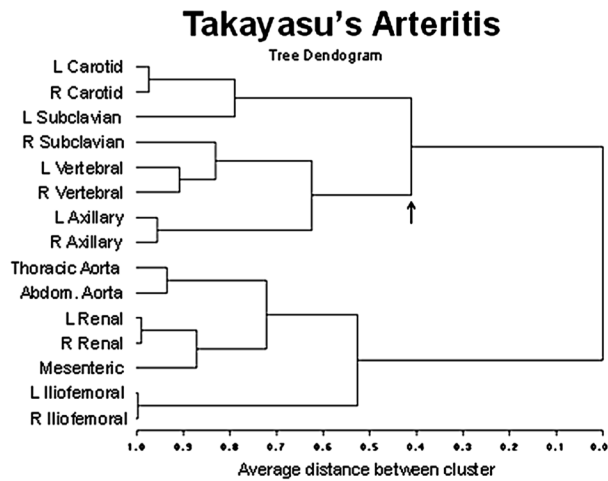 Takayasu's Arteritis
Tree Dendogram
L Carotid
R Carotid
L Subclavian
R Subclavian
L Vertebral
R Vertebral
L Axillary
R Axillary
Thoracic Aorta
Abdom. Aorta
L Renal
R Renal
Mesenteric
L Iliofemoral
R Iliofemoral
1.0 0.9 0.8 0.7 0.6 0.5 0.4 0.3 0.2 0.1 0.0
Average distance between cluster